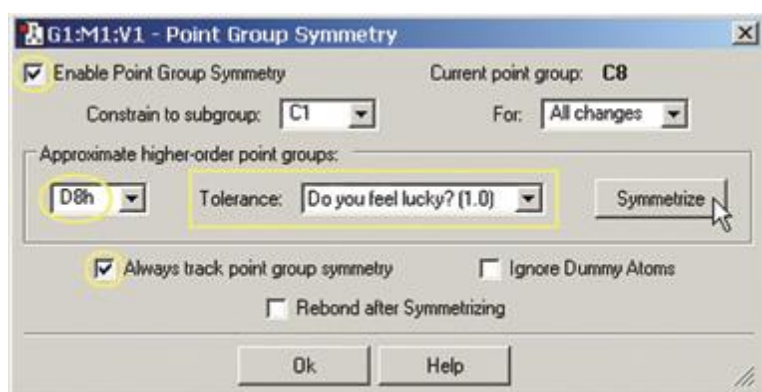 G1:M1:V1 - Point Group Symmetry
Enable Point Group Symmetry Current point group: C8
Constrain to subgroup: C1 For: All changes
Approximate higher-order point groups:
D8h Tolerance: Do you feel lucky? (1.0) Symmetrize
Always track point group symmetry Ignore Dummy Atoms
Rebond after Symmetrizing
Ok Help